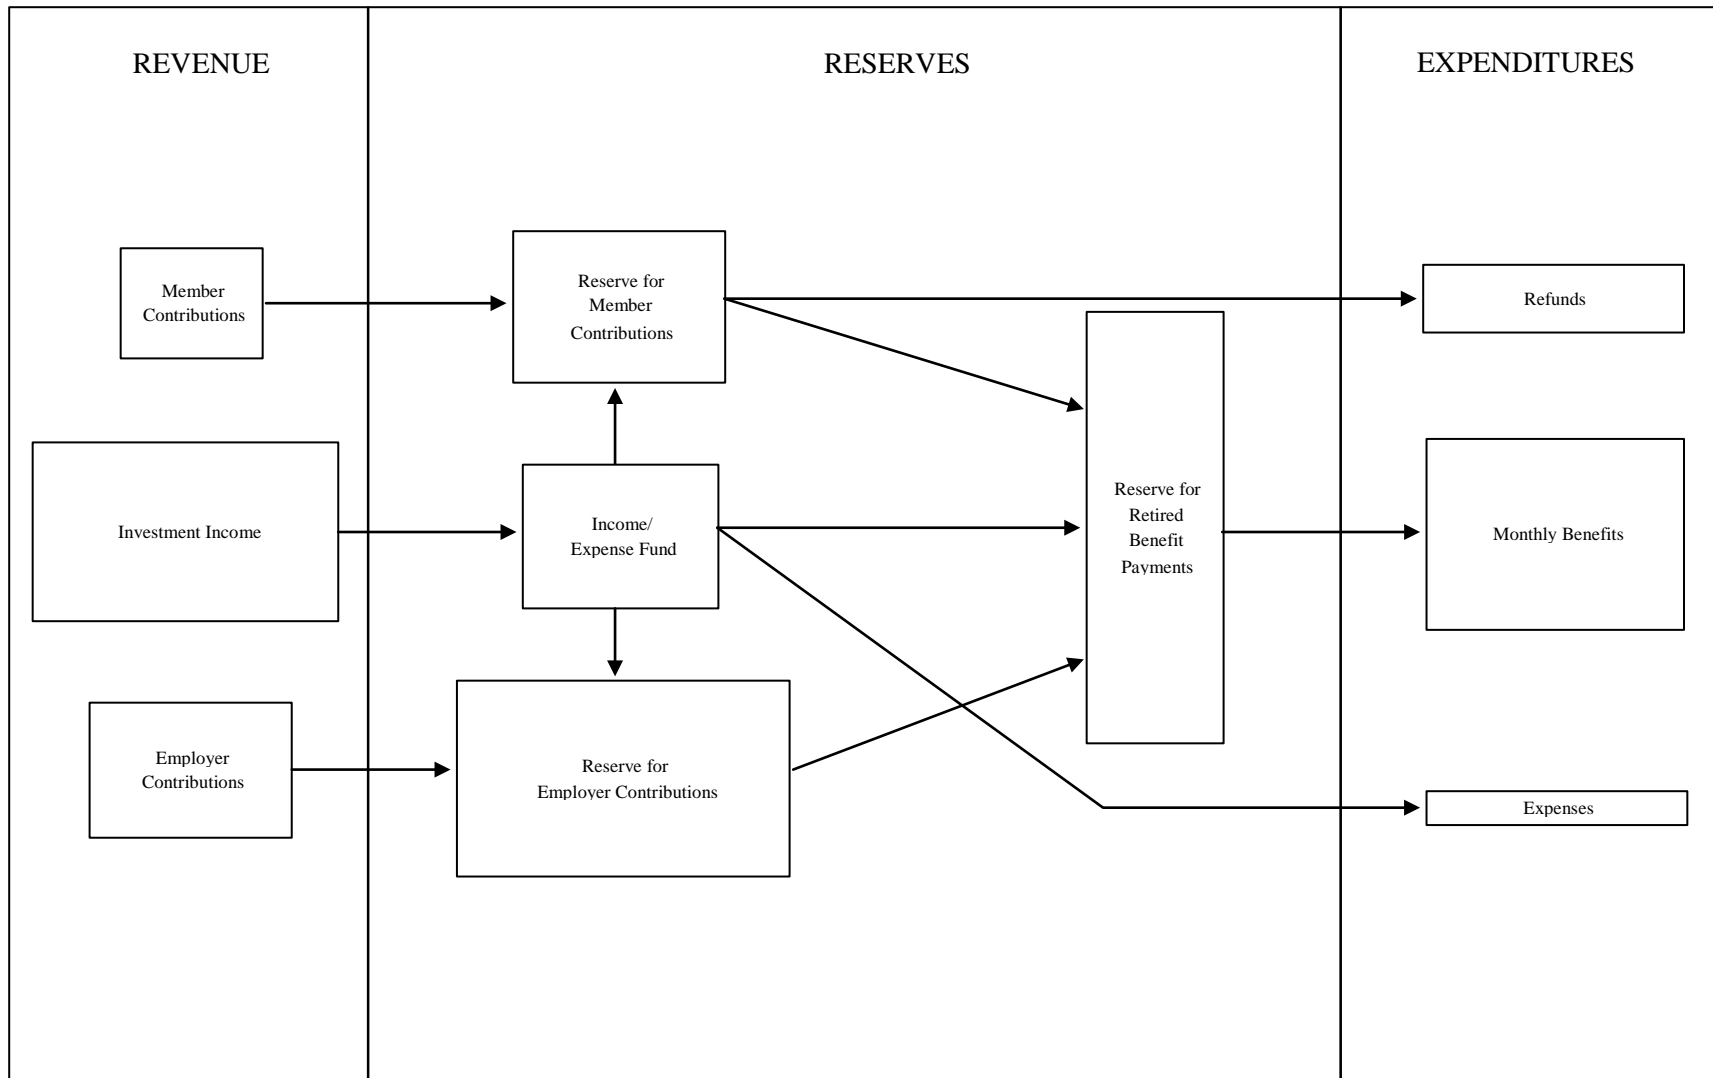 REVENUE
RESERVES
EXPENDITURES
Member
Contributions
Reserve for
Member
Contributions
Refunds
Investment Income
Income/
Expense Fund
Reserve for
Retired
Benefit
Payments
Monthly Benefits
Employer
Contributions
Reserve for
Employer Contributions
Expenses